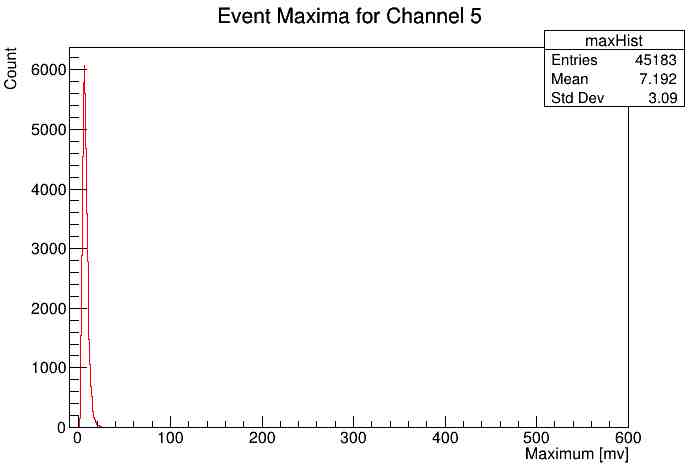 Event Maxima for Channel 5
maxHist
Entries 45183
Mean 7.192
Std Dev 3.09
Count
6000
5000
4000
3000
2000
1000
0
0 100 200 300 400 500 600
Maximum [mv]